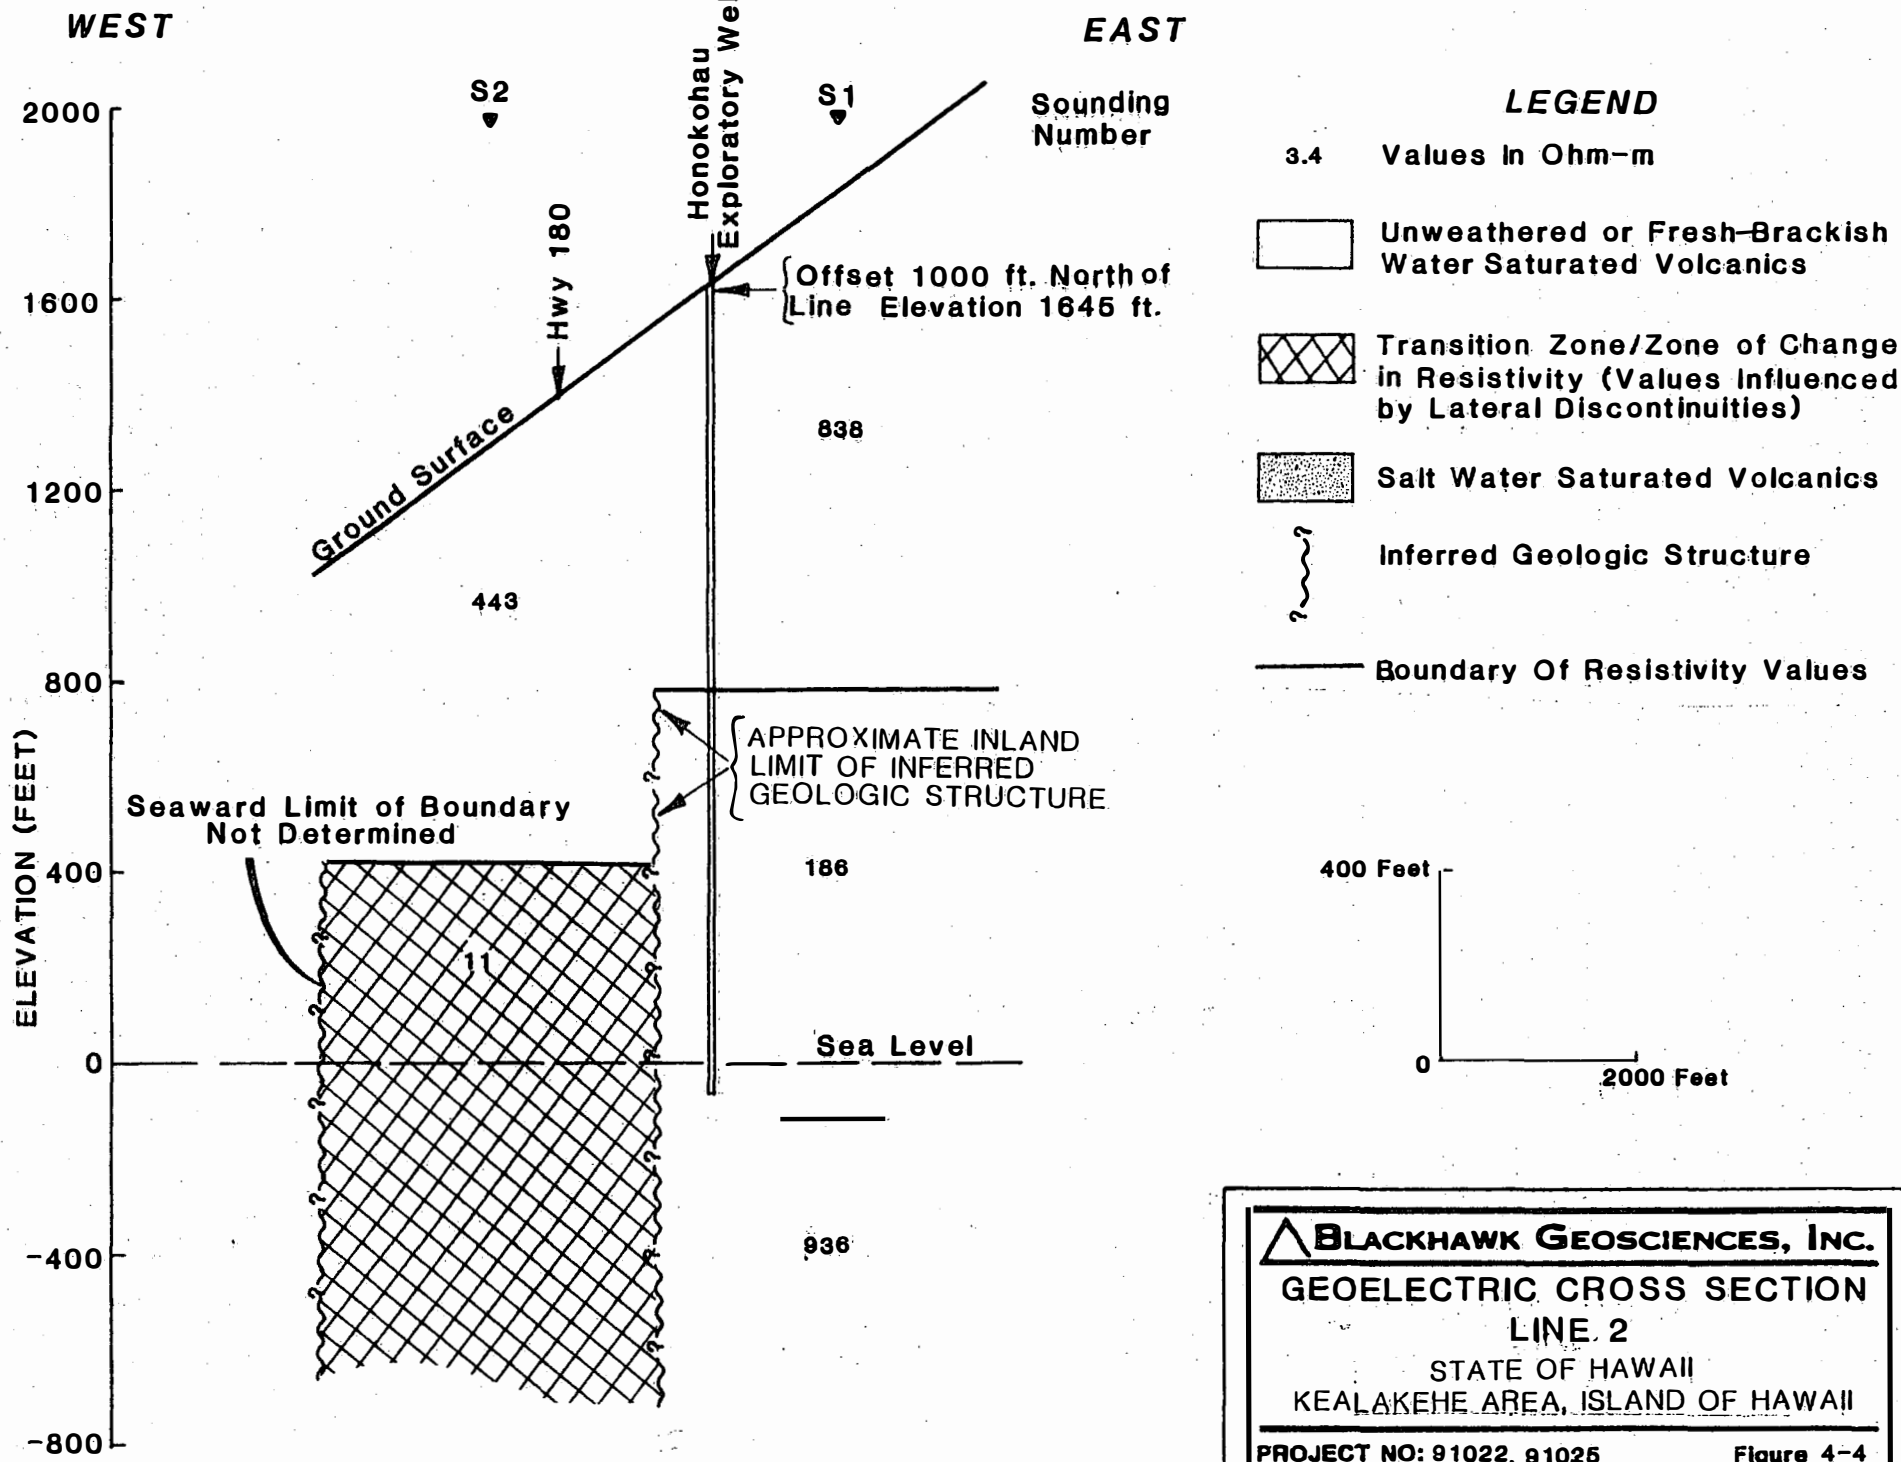 WEST
EAST
S2
S1
Honokohau
Exploratory
Sounding
Number
2000
1600
1200
800
400
0
-400
-800
ELEVATION (FEET)
Hwy 180
Offset 1000 ft. North of
Line Elevation 1645 ft.
Ground Surface
838
443
APPROXIMATE INLAND
LIMIT OF INFERRED
GEOLOGIC STRUCTURE
Seaward Limit of Boundary
Not Determined
186
11
Sea Level
936
? ? ? ? ?
? ? ? ? ? ? ?
LEGEND
3.4 Values in Ohm-m
Unweathered or Fresh-Brackish
Water Saturated Volcanics
Transition Zone/Zone of Change
in Resistivity (Values Influenced
by Lateral Discontinuities)
Salt Water Saturated Volcanics
?
Inferred Geologic Structure
?
Boundary Of Resistivity Values
400 Feet
0
2000 Feet
BLACKHAWK GEOSCIENCES, INC.
GEOELECTRIC CROSS SECTION
LINE 2
STATE OF HAWAII
KEALAKEHE AREA, ISLAND OF HAWAII
PROJECT NO: 91022, 91025 Figure 4-4